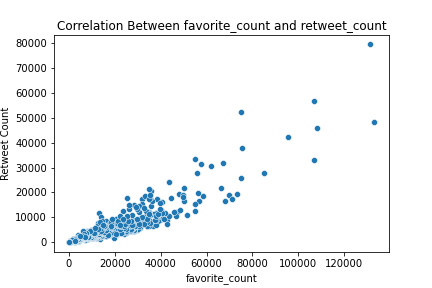 Correlation Between favorite_count and retweet_count
80000
70000
60000
50000
40000
30000
20000
10000
0
Retweet Count
0 20000 40000 60000 80000 100000 120000
favorite_count